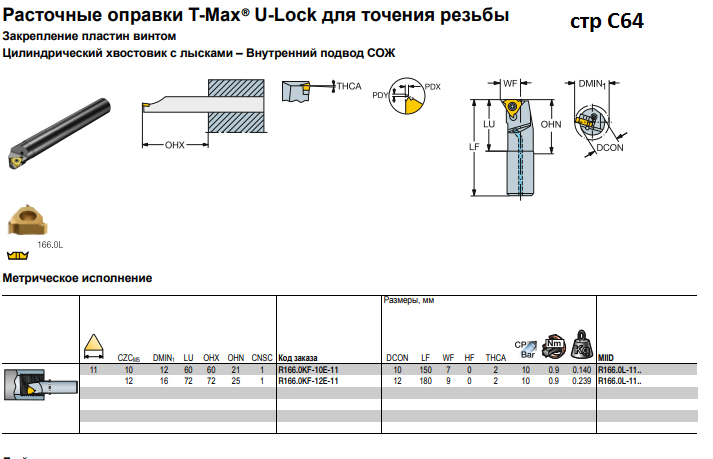 Расточные оправки T-Max® U-Lock для точения резьбы
стр C64
Закрепление пластин винтом
Цилиндрический хвостовик с лысками – Внутренний подвод СОЖ
THCA
PDX
PDY
WF
DMIN1
LU
OHN
LF
OHX
DCON
166.0L
Метрическое исполнение
Размеры, мм
CP Bar Nm KG
CZCMS DMIN1 LU OHX OHN CNSC Код заказа DCON LF WF HF THCA MIID
11 10 12 60 60 21 1 R166.0KF-10E-11 10 150 7 0 2 10 0.9 0.140 R166.0L-11..
12 16 72 72 25 1 R166.0KF-12E-11 12 180 9 0 2 10 0.9 0.239 R166.0L-11..